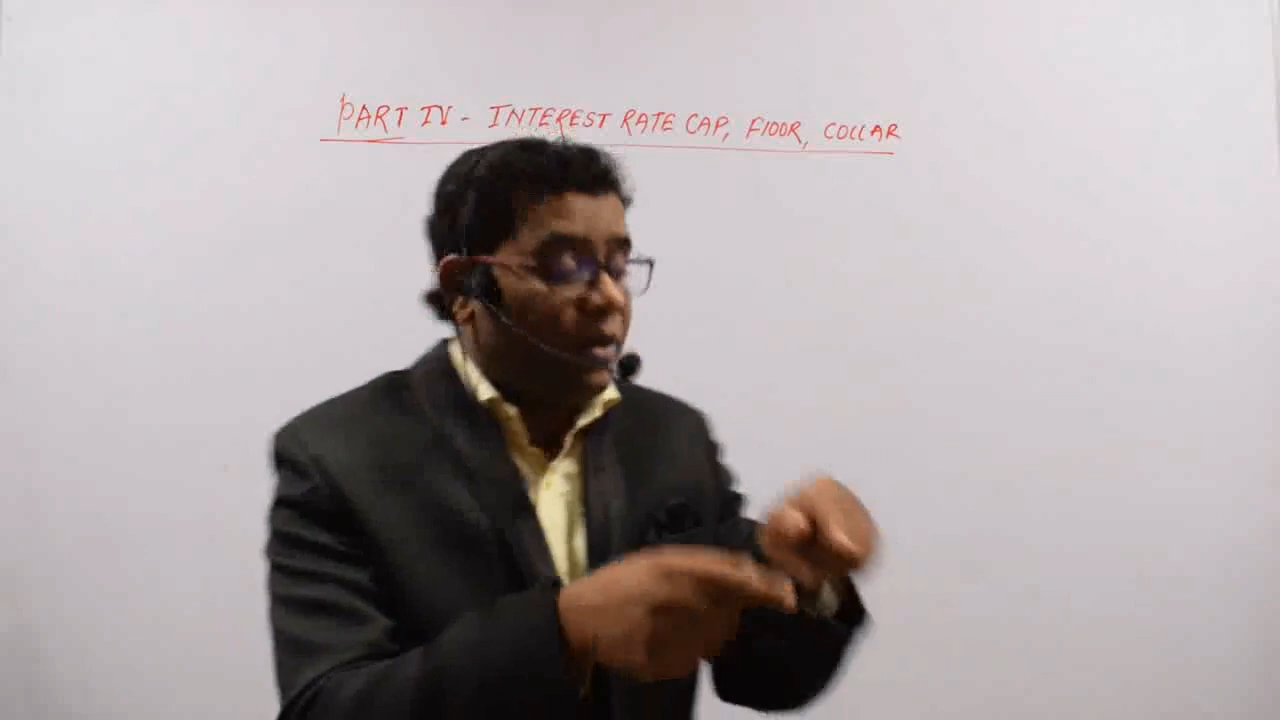 PART IV - INTEREST RATE CAP, FLOOR, COLLAR